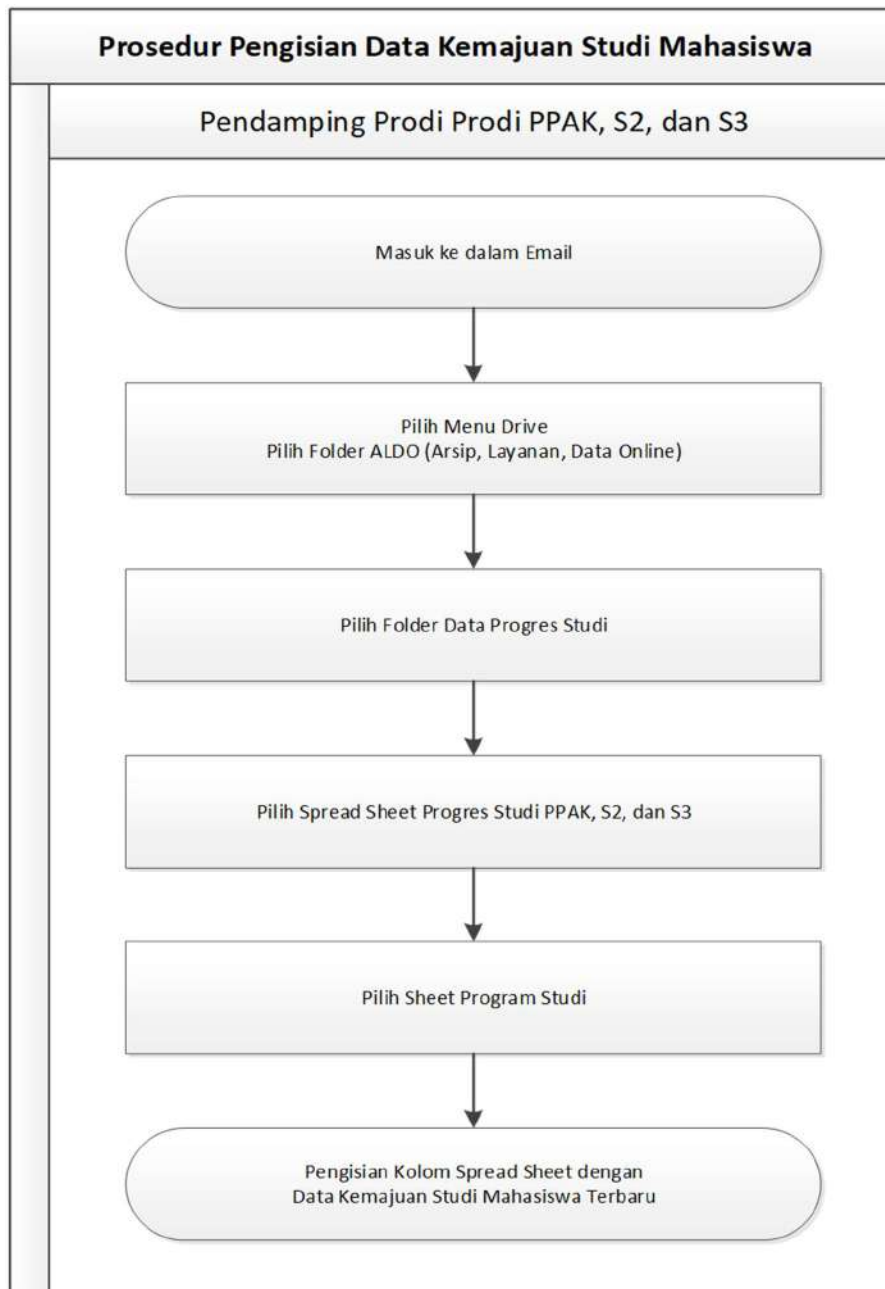 Prosedur Pengisian Data Kemajuan Studi Mahasiswa
Pendamping Prodi Prodi PPAK, S2, dan S3
Masuk ke dalam Email
Pilih Menu Drive
Pilih Folder ALDO (Arsip, Layanan, Data Online)
Pilih Folder Data Progres Studi
Pilih Spread Sheet Progres Studi PPAK, S2, dan S3
Pilih Sheet Program Studi
Pengisian Kolom Spread Sheet dengan
Data Kemajuan Studi Mahasiswa Terbaru